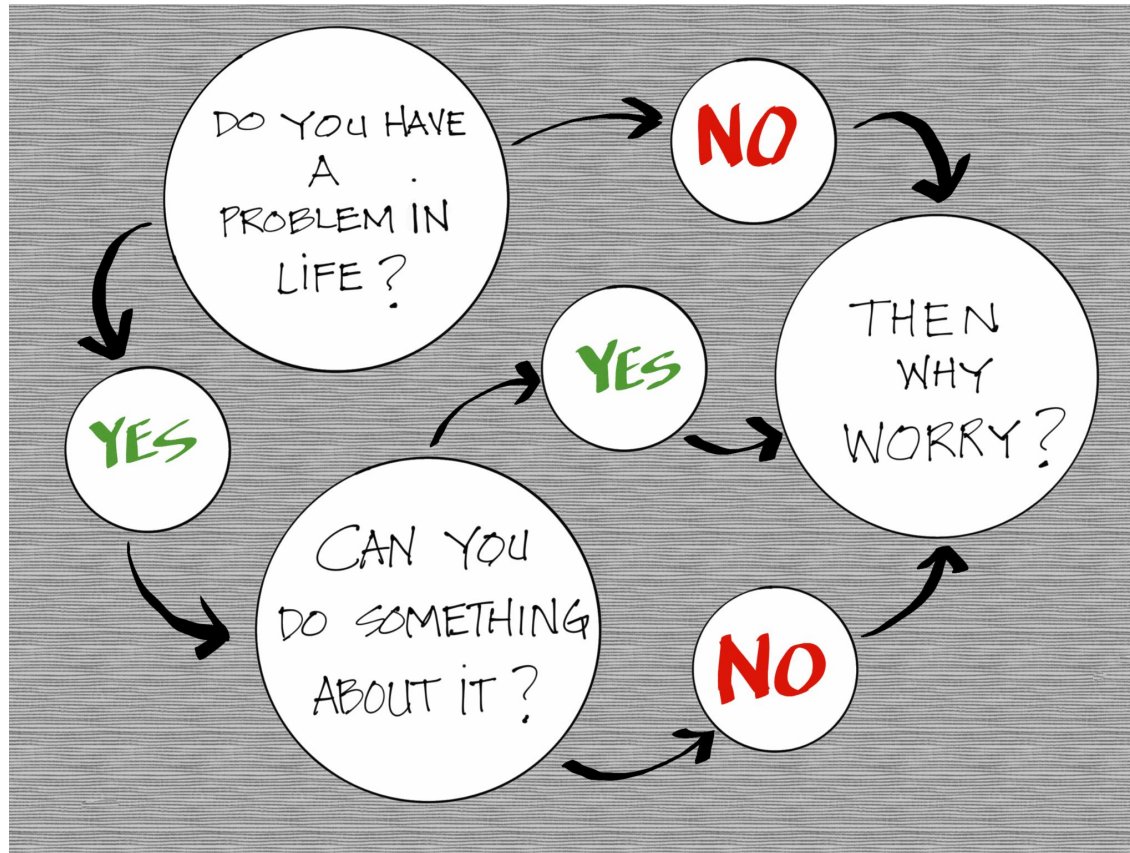 DO YOU HAVE
A
PROBLEM IN
LIFE?
NO
YES
CAN YOU
DO SOMETHING
ABOUT IT?
YES
NO
THEN
WHY
WORRY?